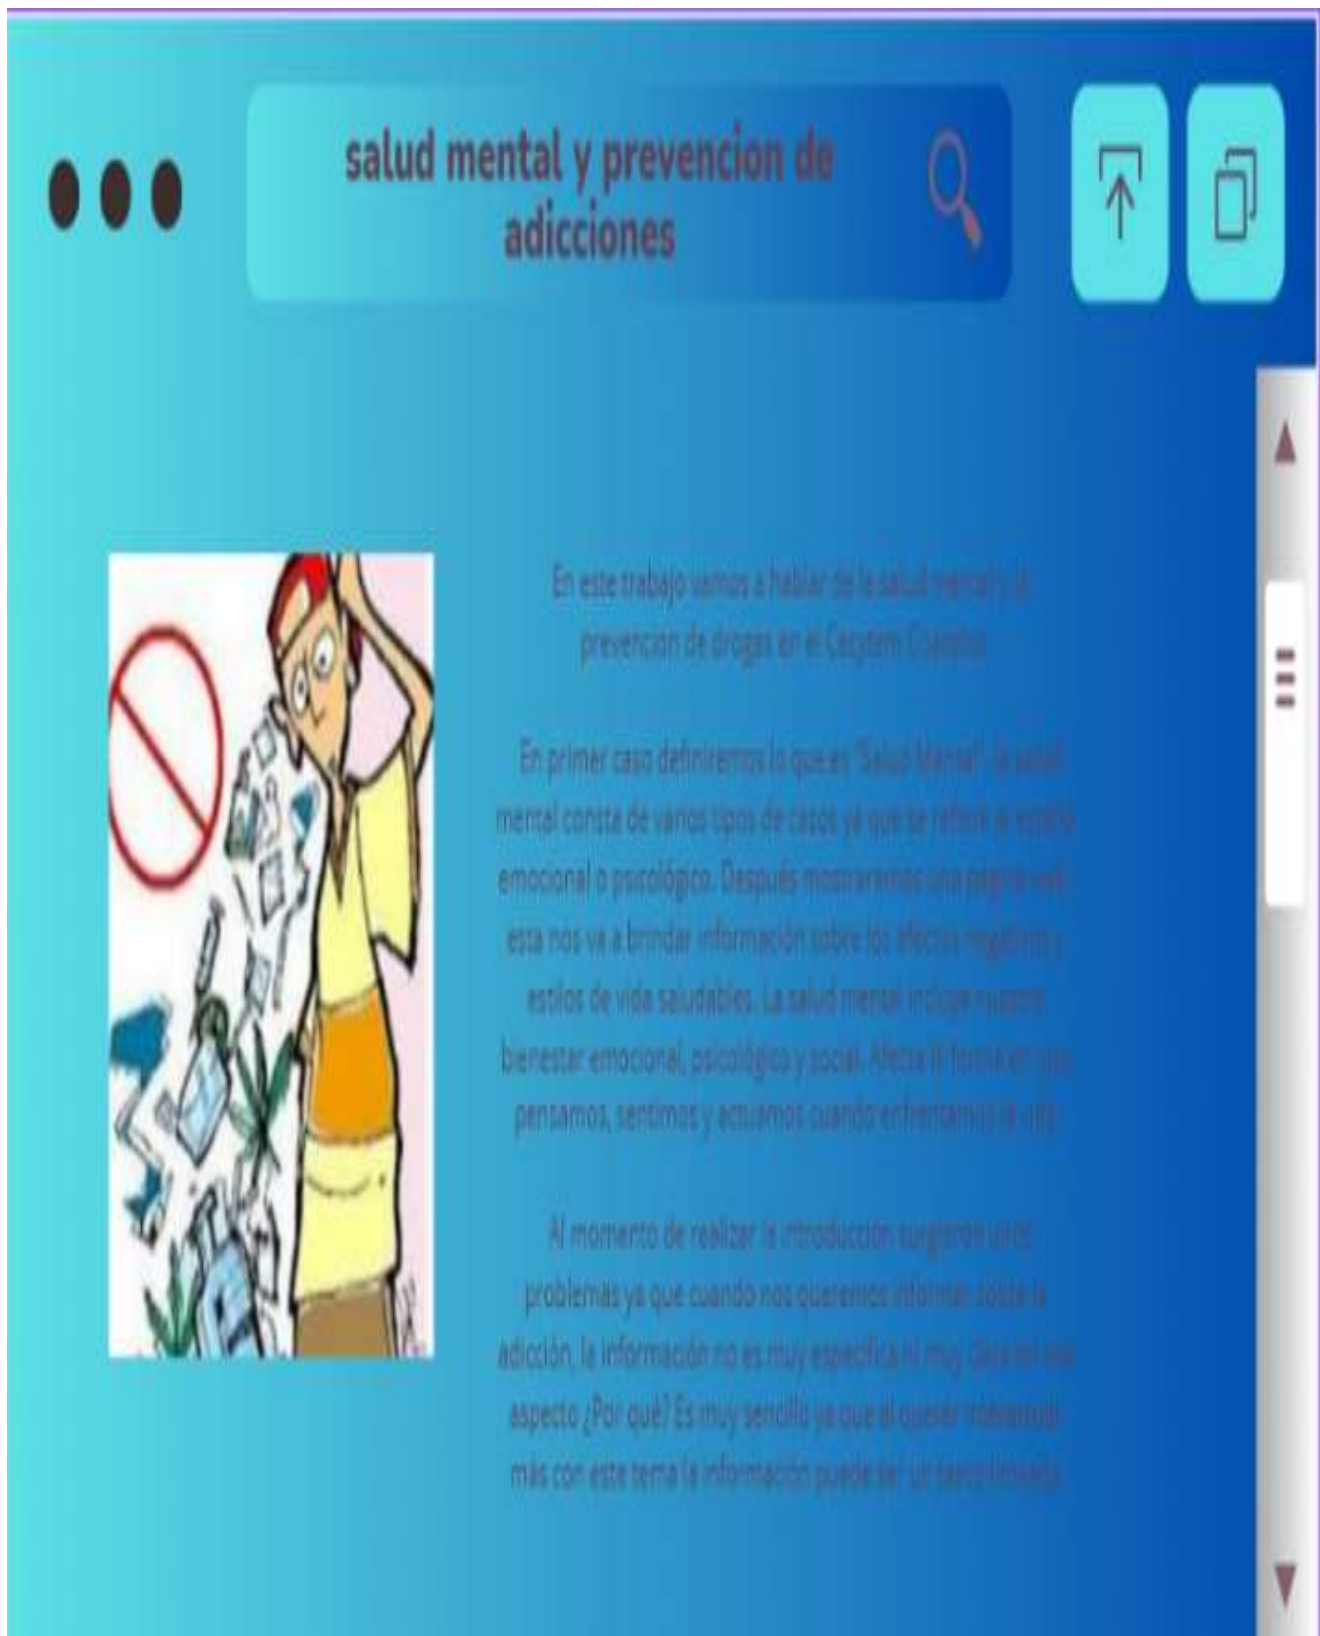 salud mental y prevencion de
adicciones
En este trabajo vamos a hablar de la salud mental y la
prevencion de drogas en el Cecytem
En primer caso definiremos lo que es "Salud Mental", la salud
mental consta de varios tipos de casos ya que se refiere al estado
emocional o psicológico. Después mostraremos una pagina web,
esta nos va a brindar información sobre los efectos negativos y
estilos de vida saludables. La salud mental incluye nuestro
bienestar emocional, psicológico y social. Afecta la forma en que
pensamos, sentimos y actuamos cuando enfrentamos la vida.
Al momento de realizar la introducción surgieron
problemas ya que cuando nos queremos informar sobre la
adicción, la información no es muy especifica ni muy clara en
aspecto ¿Por qué? Es muy sencillo ya que al querer
más con este tema la información puede ser un tanto